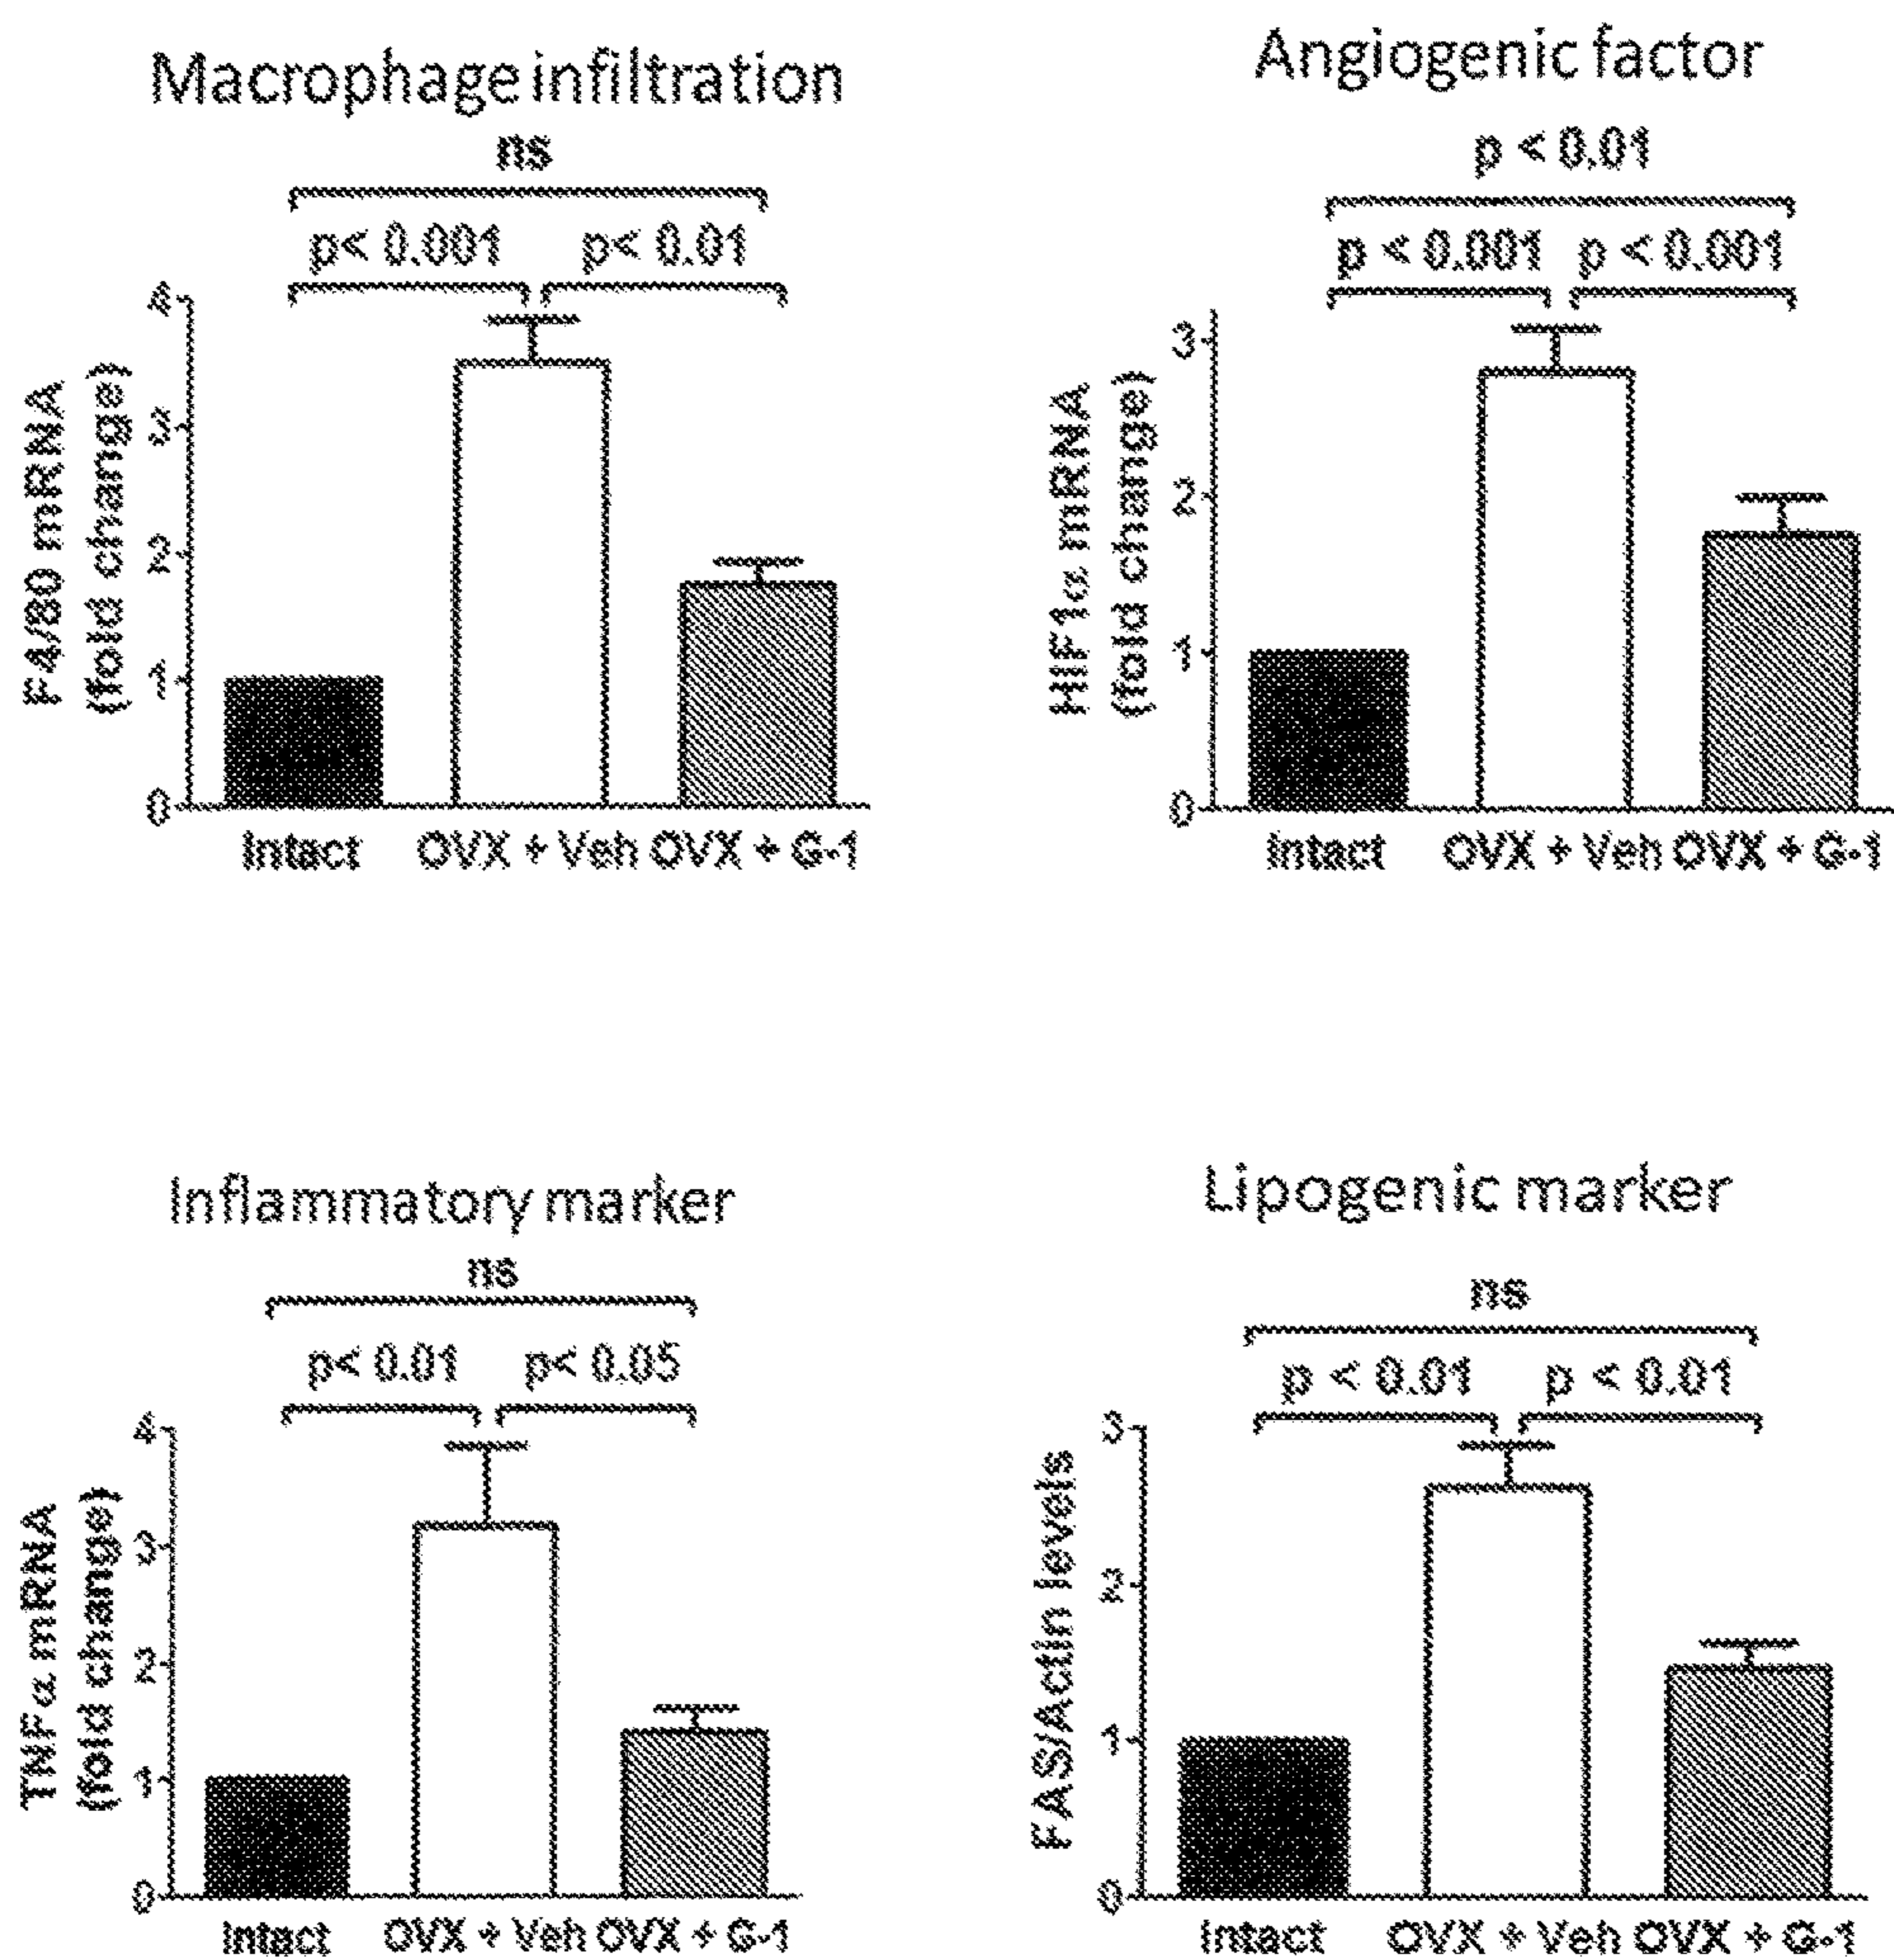 Macrophage infiltration
ns
p< 0.001 p< 0.01
F4/80 mRNA
(fold change)
4
3
2
1
0
Intact OVX + Veh OVX + G-1
Angiogenic factor
p < 0.01
p < 0.001 p < 0.001
HIF1α mRNA
(fold change)
3
2
1
0
Intact OVX + Veh OVX + G-1
Inflammatory marker
ns
p< 0.01 p< 0.05
TNFα mRNA
(fold change)
4
3
2
1
0
Intact OVX + Veh OVX + G-1
Lipogenic marker
ns
p < 0.01 p < 0.01
FAS/Actin levels
3
2
1
0
Intact OVX + Veh OVX + G-1